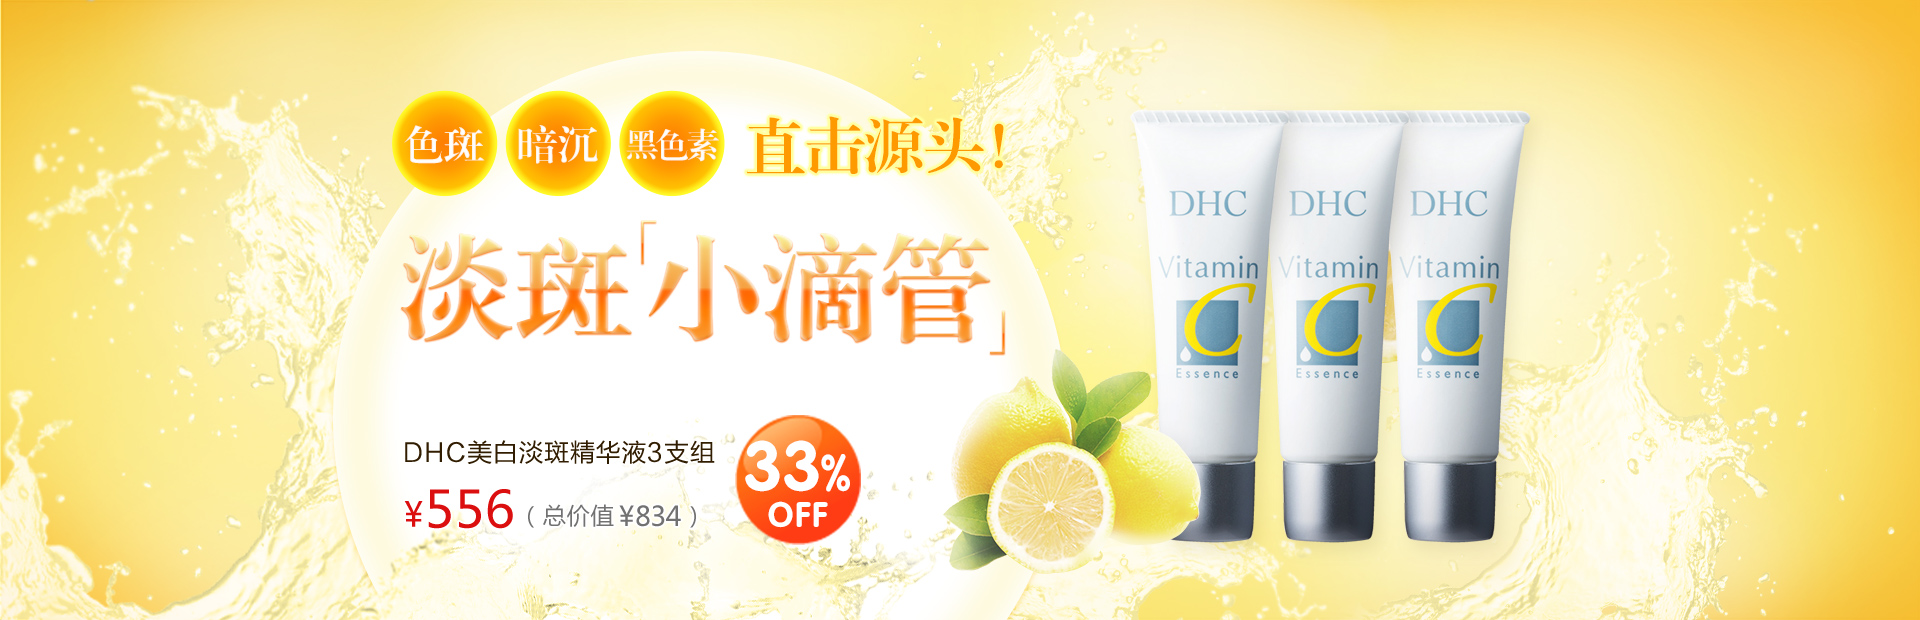 色斑 暗沉 黑色素 直击源头!
淡斑「小滴管」
DHC美白淡斑精华液3支组
¥556(总价值¥834)
33%
OFF
DHC
Vitamin
C
Essence
DHC
Vitamin
C
Essence
DHC
Vitamin
C
Essence